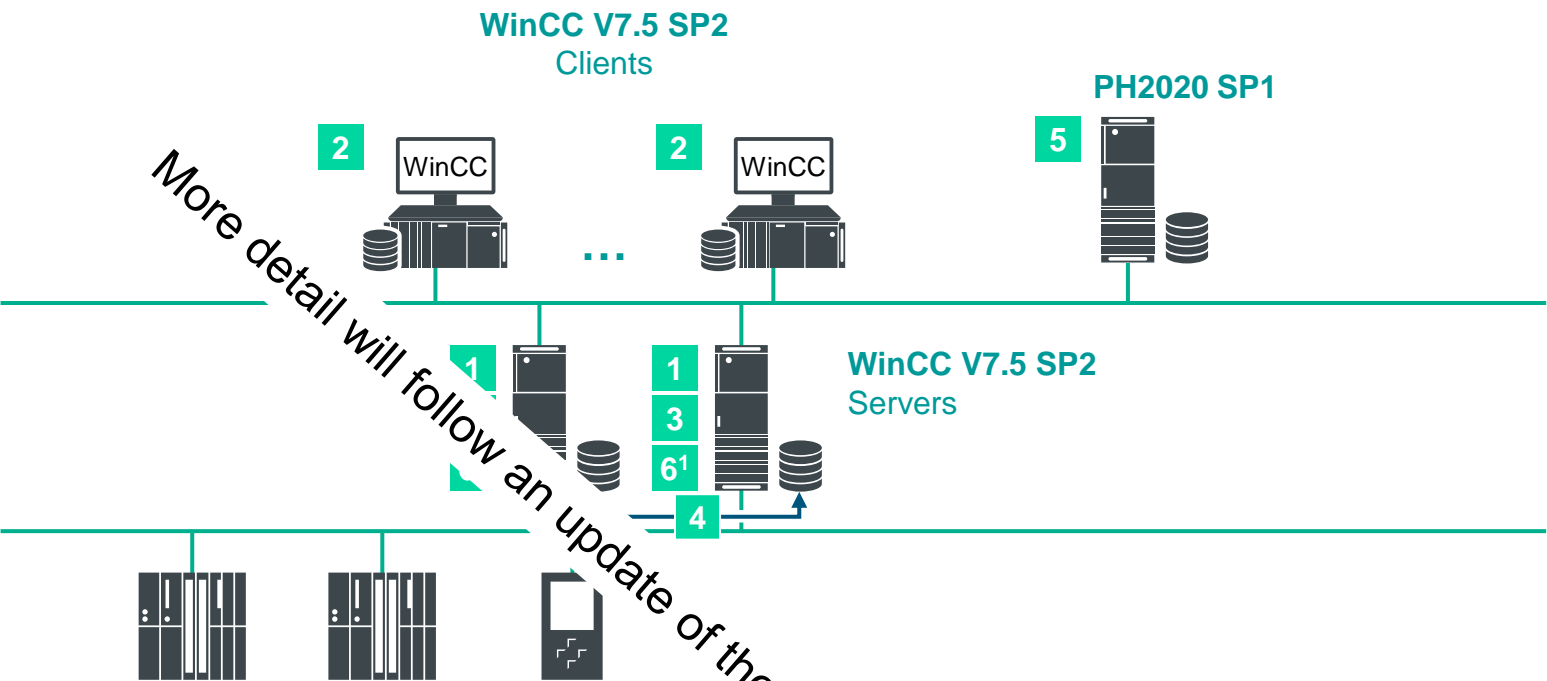 WinCC V7.5 SP2
Clients
PH2020 SP1
2
WinCC
2
WinCC
5
...
More detail will follow an update of the
1
1
3
6¹
WinCC V7.5 SP2
Servers
4